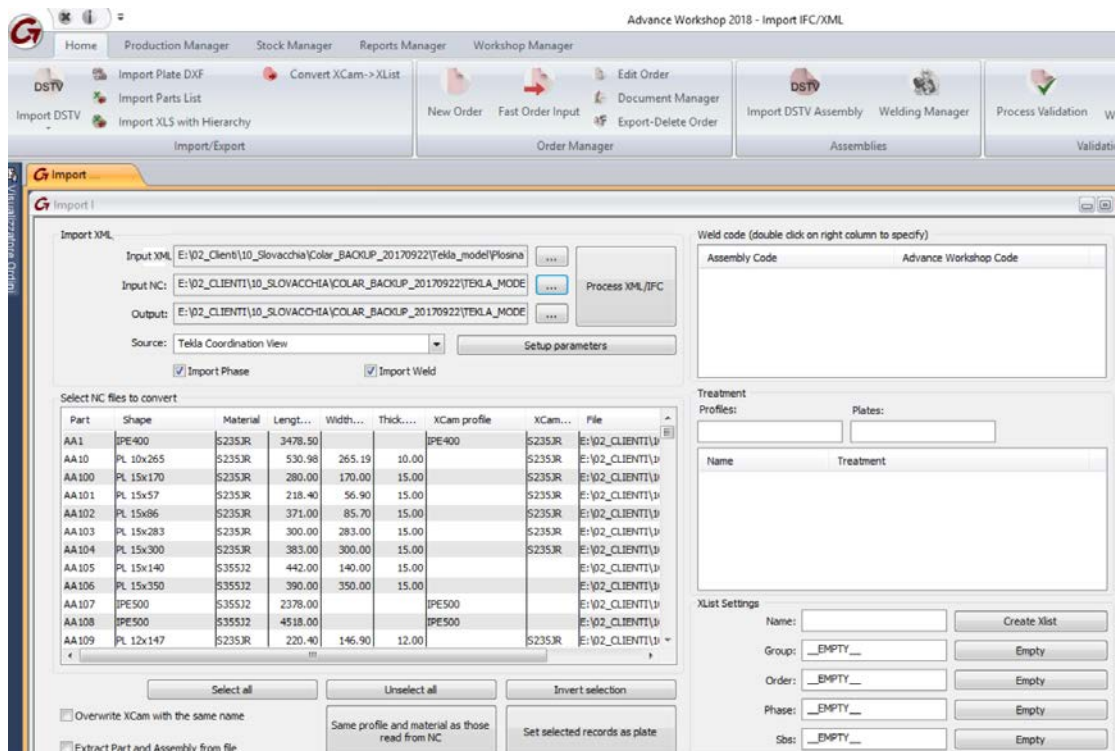 Advance Workshop 2018 - Import IFC/XML
Home Production Manager Stock Manager Reports Manager Workshop Manager
DSTV
Import DSTV
Import Plate DXF
Import Parts List
Import XLS with Hierarchy
Convert XCam->XList
Import/Export
New Order
Fast Order Input
Edit Order
Document Manager
Export-Delete Order
Order Manager
DSTV
Import DSTV Assembly
Welding Manager
Assemblies
Process Validation
W
Validati
Visualizzatore Ordini
Import ...
Import I
Import XML
Input XML E:\02_Clienti\10_Slovacchia\Colar_BACKUP_20170922\Tekla_model\Plosina ...
Input NC: E:\02_CLIENTI\10_SLOVACCHIA\COLAR_BACKUP_20170922\TEKLA_MODE ...
Output: E:\02_CLIENTI\10_SLOVACCHIA\COLAR_BACKUP_20170922\TEKLA_MODE ...
Process XML/IFC
Source: Tekla Coordination View
Setup parameters
Import Phase
Import Weld
Select NC files to convert
Part Shape Material Lengt... Width... Thick.... XCam profile XCam... File
AA1 IPE400 S235JR 3478.50 IPE400 S235JR E:\02_CLIENTI\1
AA10 PL 10x265 S235JR 530.98 265.19 10.00 S235JR E:\02_CLIENTI\1
AA100 PL 15x170 S235JR 280.00 170.00 15.00 S235JR E:\02_CLIENTI\1
AA101 PL 15x57 S235JR 218.40 56.90 15.00 S235JR E:\02_CLIENTI\1
AA102 PL 15x86 S235JR 371.00 85.70 15.00 S235JR E:\02_CLIENTI\1
AA103 PL 15x283 S235JR 300.00 283.00 15.00 S235JR E:\02_CLIENTI\1
AA104 PL 15x300 S235JR 383.00 300.00 15.00 S235JR E:\02_CLIENTI\1
AA105 PL 15x140 S355J2 442.00 140.00 15.00 E:\02_CLIENTI\1
AA106 PL 15x350 S355J2 390.00 350.00 15.00 E:\02_CLIENTI\1
AA107 IPE500 S355J2 2378.00 IPE500 E:\02_CLIENTI\1
AA108 IPE500 S355J2 4518.00 IPE500 E:\02_CLIENTI\1
AA109 PL 12x147 S235JR 220.40 146.90 12.00 S235JR E:\02_CLIENTI\1
Select all
Unselect all
Invert selection
Overwrite XCam with the same name
Extract Part and Assembly from file
Same profile and material as those
read from NC
Set selected records as plate
Weld code (double click on right column to specify)
Assembly Code Advance Workshop Code
Treatment
Profiles: Plates:
Name Treatment
XList Settings
Name: Create Xlist
Group: __EMPTY__ Empty
Order: __EMPTY__ Empty
Phase: __EMPTY__ Empty
Sbs: __EMPTY__ Empty